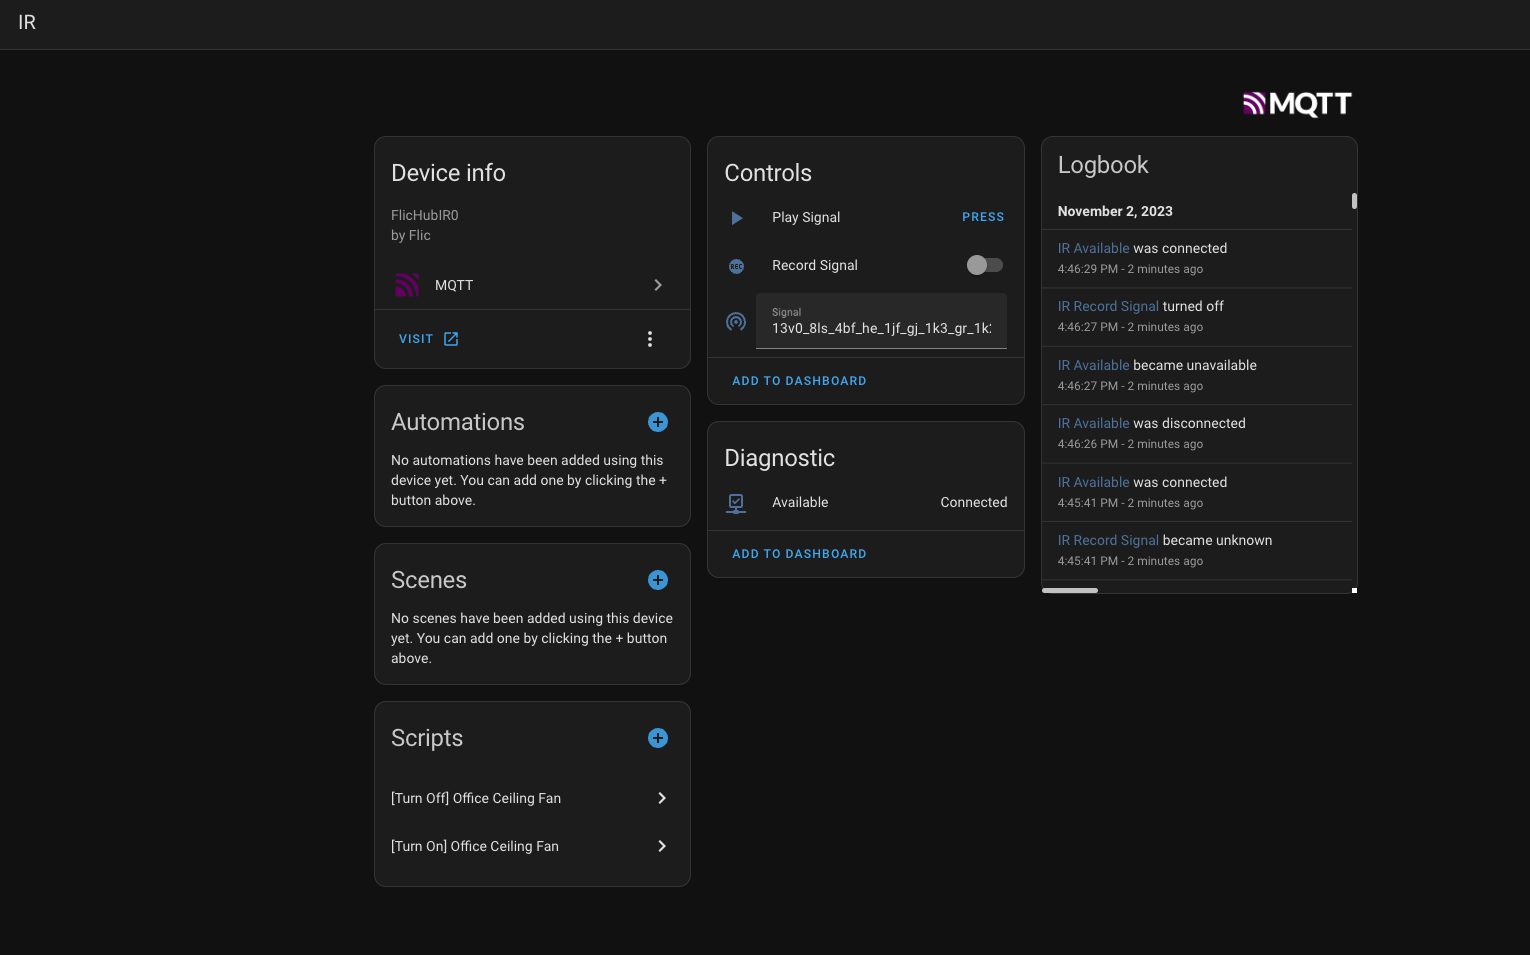 IR
MQTT
Device info
FlicHubIR0
by Flic
MQTT
VISIT
Automations
No automations have been added using this
device yet. You can add one by clicking the +
button above.
Scenes
No scenes have been added using this device
yet. You can add one by clicking the + button
above.
Scripts
[Turn Off] Office Ceiling Fan
[Turn On] Office Ceiling Fan
Controls
Play Signal PRESS
REC Record Signal
Signal
13v0_8ls_4bf_he_1jf_gj_1k3_gr_1k
ADD TO DASHBOARD
Diagnostic
Available Connected
ADD TO DASHBOARD
Logbook
November 2, 2023
IR Available was connected
4:46:29 PM - 2 minutes ago
IR Record Signal turned off
4:46:27 PM - 2 minutes ago
IR Available became unavailable
4:46:27 PM - 2 minutes ago
IR Available was disconnected
4:46:26 PM - 2 minutes ago
IR Available was connected
4:45:41 PM - 2 minutes ago
IR Record Signal became unknown
4:45:41 PM - 2 minutes ago